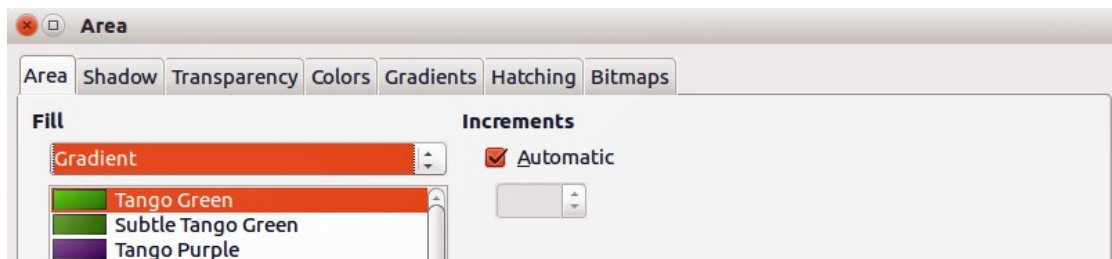 Area
Area Shadow Transparency Colors Gradients Hatching Bitmaps
Fill
Increments
Gradient
Automatic
Tango Green
Subtle Tango Green
Tango Purple